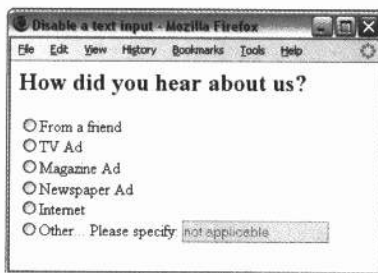 Disable a text input - Mozilla Firefox
File Edit View History Bookmarks Tools Help
How did you hear about us?
From a friend
TV Ad
Magazine Ad
Newspaper Ad
Internet
Other... Please specify: not applicable